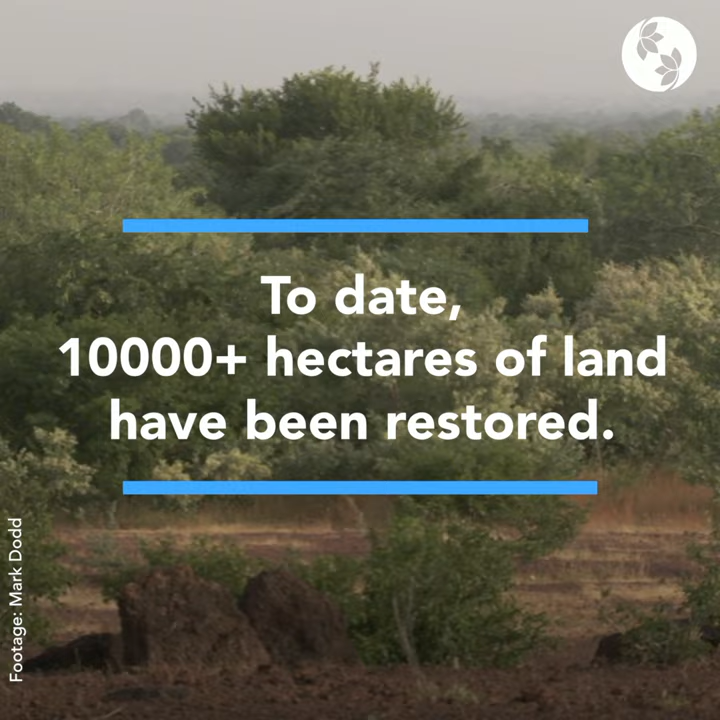 To date,
10000+ hectares of land
have been restored.
Footage: Mark Dodd